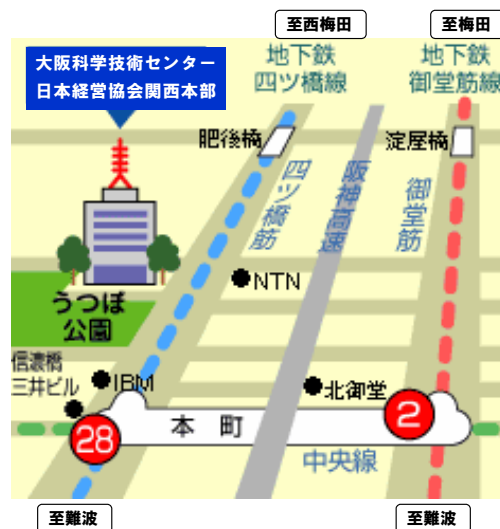 至西梅田
至梅田
大阪科学技術センター
日本経営協会関西本部
地下鉄
四ツ橋線
地下鉄
御堂筋線
肥後橋
淀屋橋
四ツ橋筋
阪神高速
御堂筋
NTN
うつぼ
公園
信濃橋
三井ビル
IBM
北御堂
28
本町
2
中央線
至難波
至難波